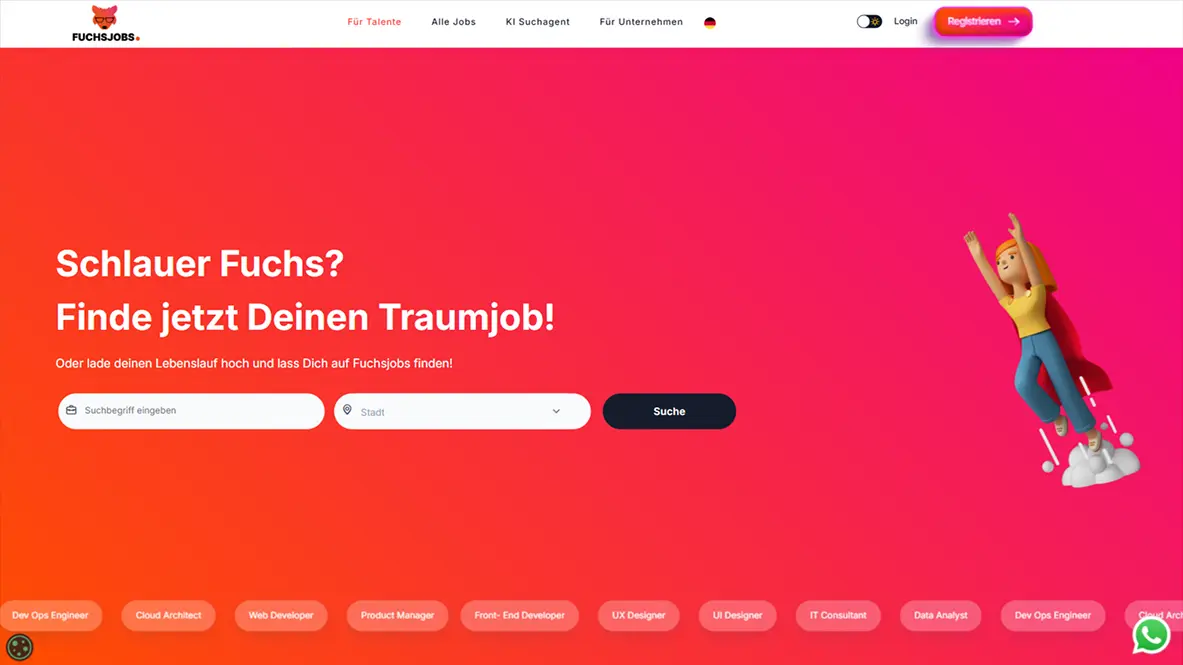 FUCHSJOBS.
Für Talente
Alle Jobs
KI Suchagent
Für Unternehmen
Login
Registrieren
Schlauer Fuchs?
Finde jetzt Deinen Traumjob!
Oder lade deinen Lebenslauf hoch und lass Dich auf Fuchsjobs finden!
Suchbegriff eingeben
Stadt
Suche
Dev Ops Engineer
Cloud Architect
Web Developer
Product Manager
Front- End Developer
UX Designer
UI Designer
IT Consultant
Data Analyst
Dev Ops Engineer
Cloud Arch